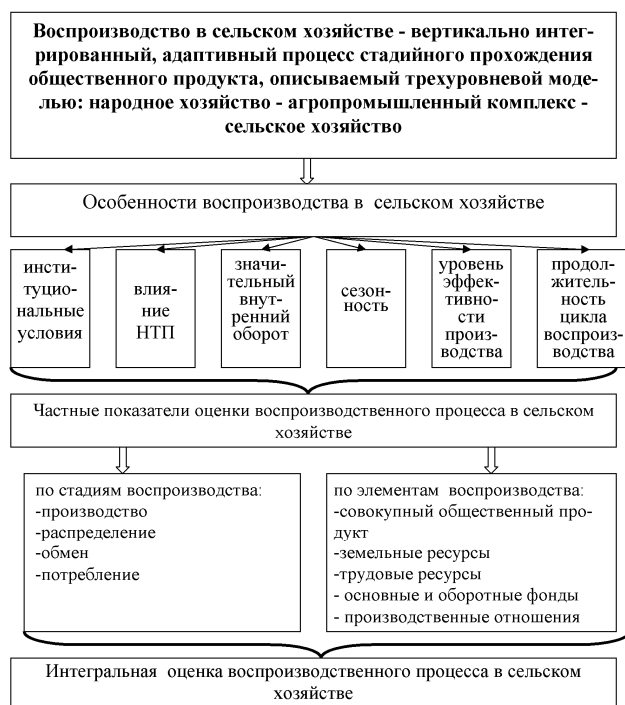 Воспроизводство в сельском хозяйстве - вертикально интег-
рированный, адаптивный процесс стадийного прохождения
общественного продукта, описываемый трехуровневой моде-
лью: народное хозяйство - агропромышленный комплекс -
сельское хозяйство
Особенности воспроизводства в сельском хозяйстве
инсти-
туцио-
нальные
условия
влия-
ние
НТП
значи-
тельный
внут-
ренний
оборот
сезон-
ность
уровень
эффек-
тивно-
сти
произ-
водства
продол-
житель-
ность
цикла
воспроиз-
водства
Частные показатели оценки воспроизводственного процесса в сельском
хозяйстве
по стадиям воспроизводства:
-производство
-распределение
-обмен
-потребление
по элементам воспроизводства:
-совокупный общественный про-
дукт
-земельные ресурсы
-трудовые ресурсы
- основные и оборотные фонды
- производственные отношения
Интегральная оценка воспроизводственного процесса в сельском
хозяйстве